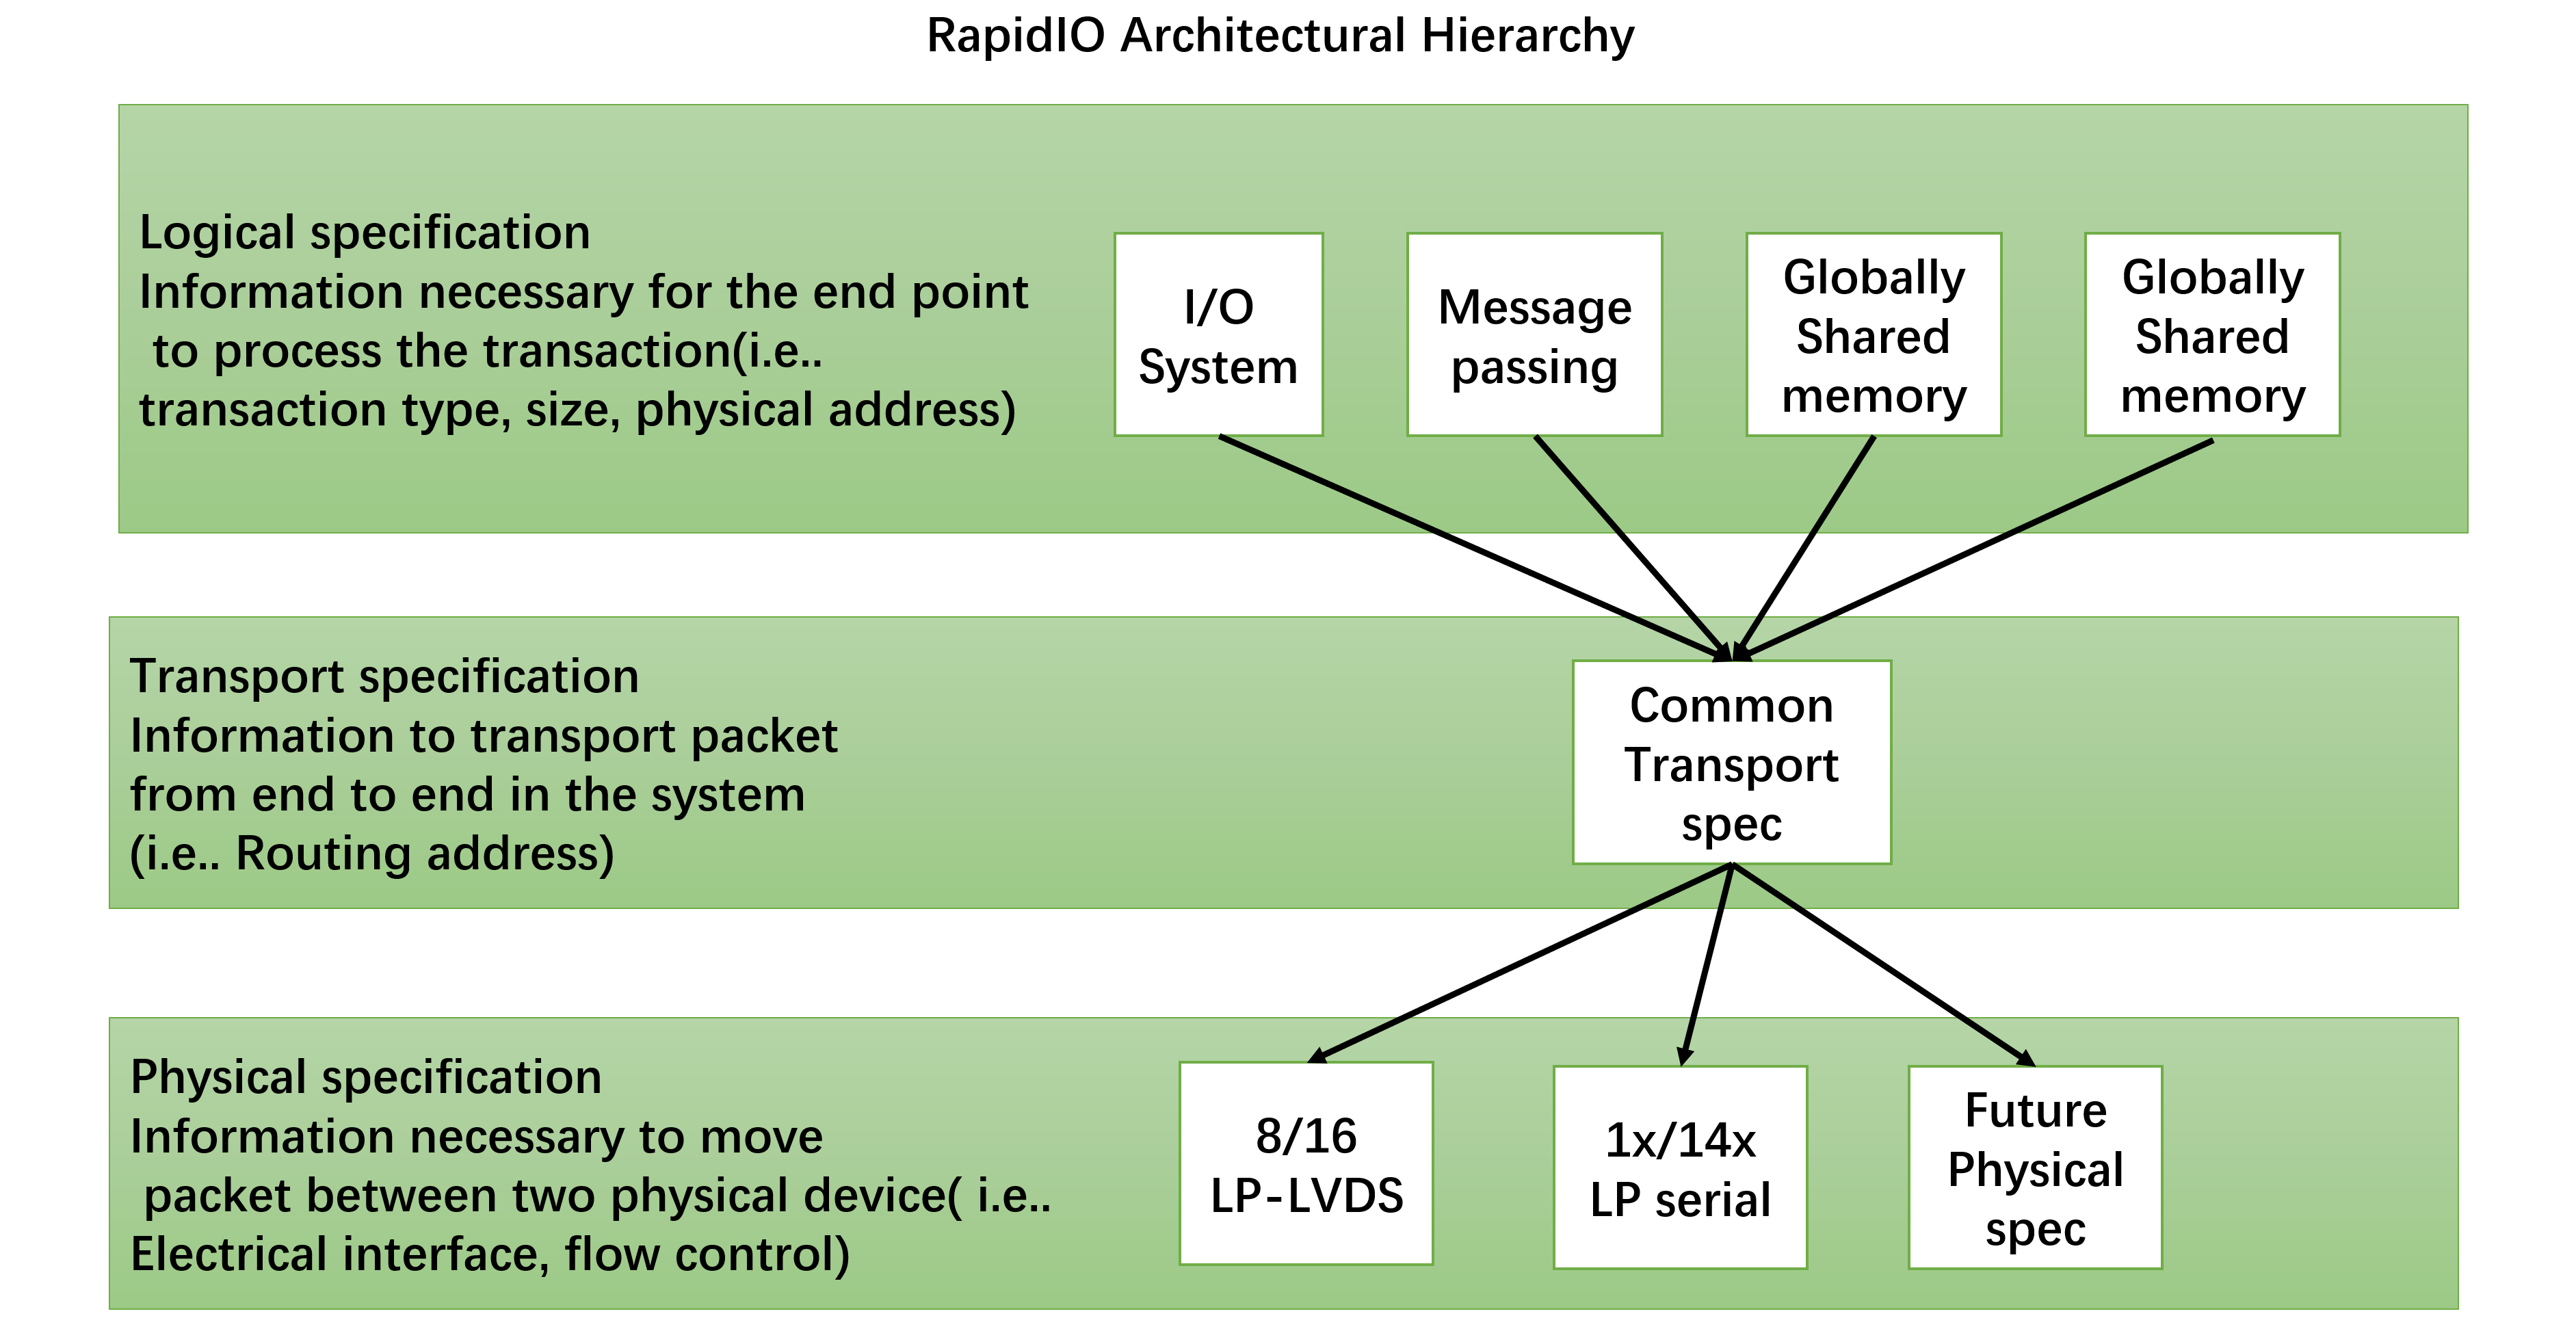 RapidIO Architectural Hierarchy
Logical specification
Information necessary for the end point
to process the transaction(i.e..
transaction type, size, physical address)
I/O
System
Message
passing
Globally
Shared
memory
Globally
Shared
memory
Transport specification
Information to transport packet
from end to end in the system
(i.e.. Routing address)
Common
Transport
spec
Physical specification
Information necessary to move
packet between two physical device( i.e..
Electrical interface, flow control)
8/16
LP-LVDS
1x/14x
LP serial
Future
Physical
spec